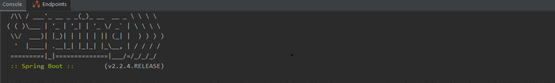 Console Endpoints
:: Spring Boot :: (v2.2.4.RELEASE)